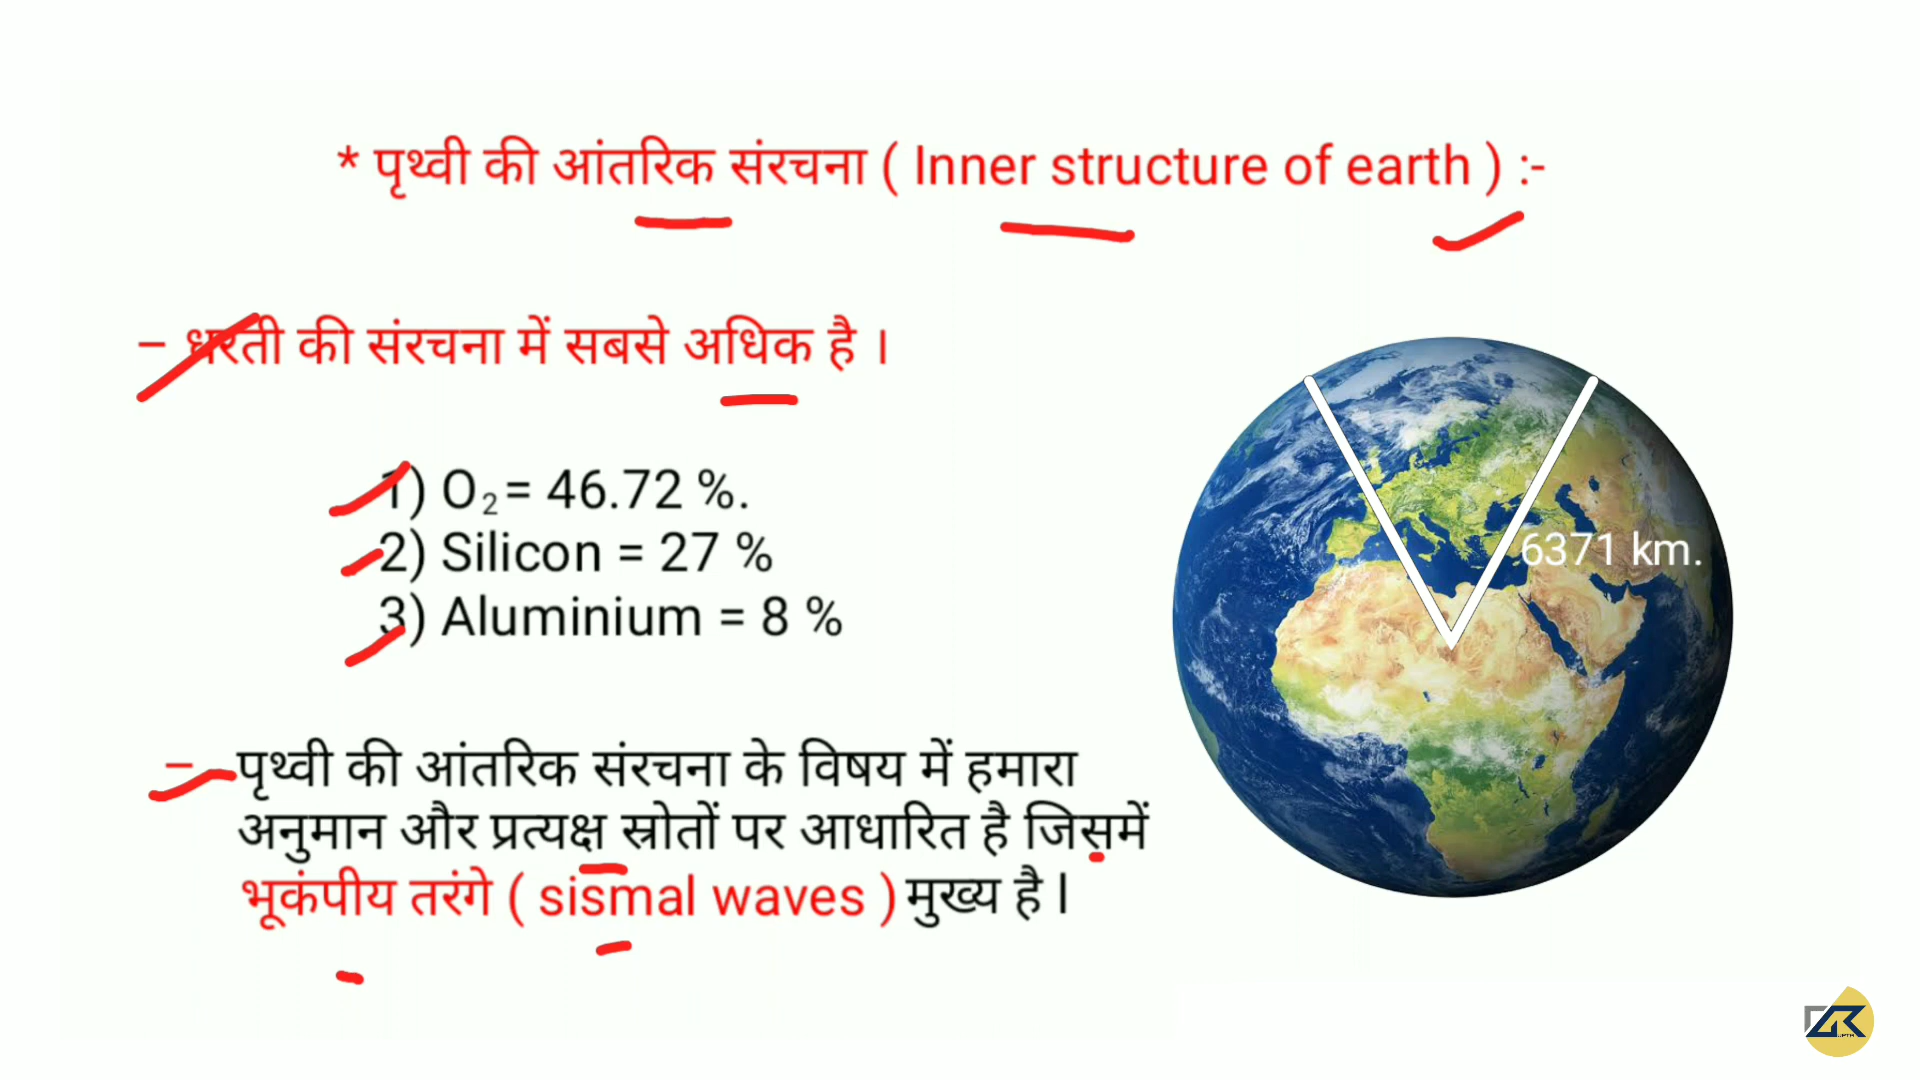 * पृथ्वी की आंतरिक संरचना ( Inner structure of earth ) :-
– धरती की संरचना में सबसे अधिक है ।
1) O₂ = 46.72 %.
2) Silicon = 27 %
3) Aluminium = 8 %
6371 km.
– पृथ्वी की आंतरिक संरचना के विषय में हमारा
अनुमान और प्रत्यक्ष स्रोतों पर आधारित है जिसमें
भूकंपीय तरंगे ( sismal waves ) मुख्य है l